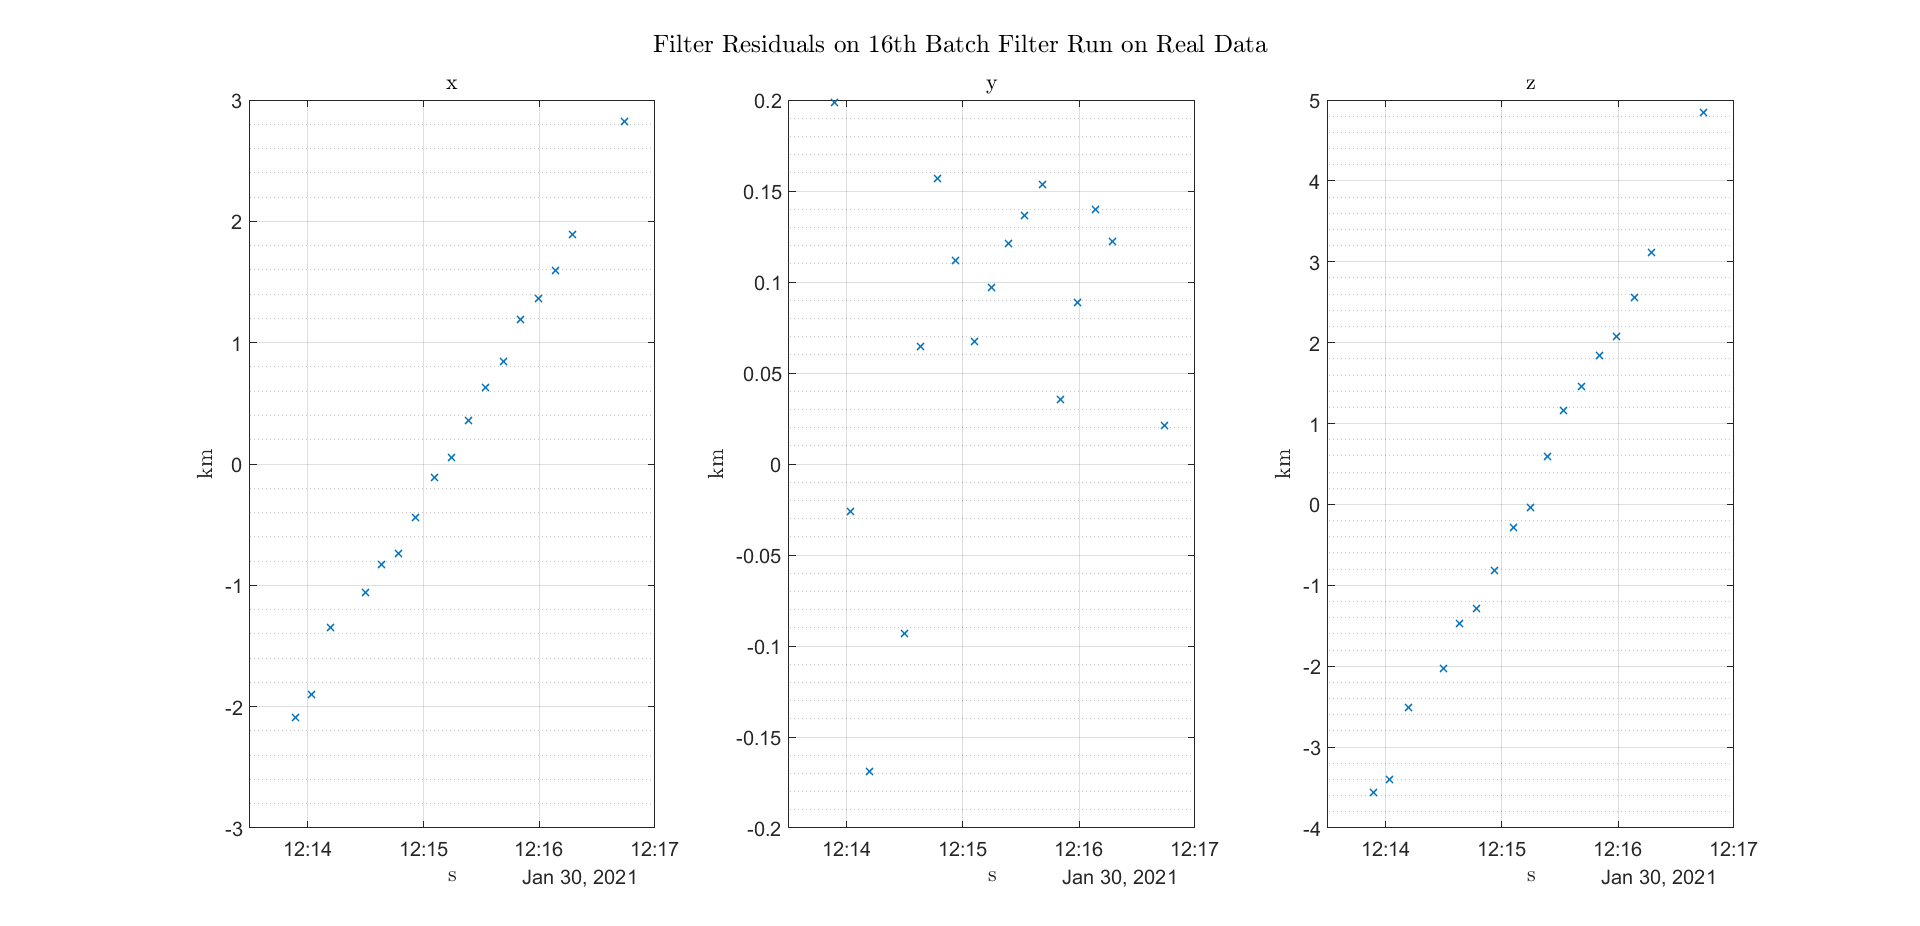 Filter Residuals on 16th Batch Filter Run on Real Data
x
3
2
1
0
-1
-2
-3
km
12:14 12:15 12:16 12:17
s
Jan 30, 2021
y
0.2
0.15
0.1
0.05
0
-0.05
-0.1
-0.15
-0.2
km
12:14 12:15 12:16 12:17
s
Jan 30, 2021
z
5
4
3
2
1
0
-1
-2
-3
-4
km
12:14 12:15 12:16 12:17
s
Jan 30, 2021